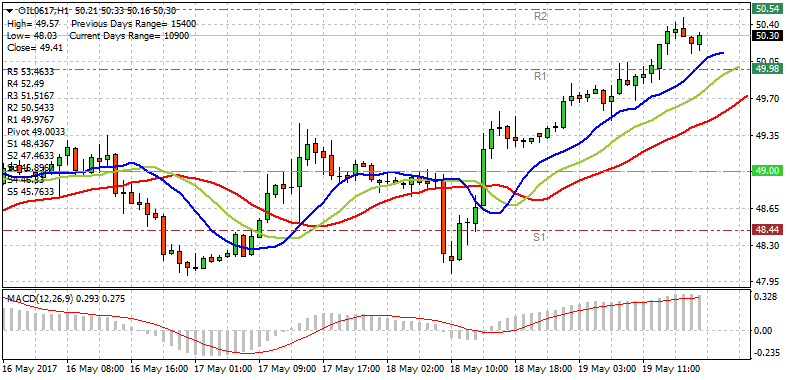 OIL0617,H1 50.21 50.33 50.16 50.30
High= 49.57 Previous Days Range= 15400
Low= 48.03 Current Days Range= 10900
Close= 49.41
R5 53.4633
R4 52.49
R3 51.5167
R2 50.5433
R1 49.9767
Pivot 49.0033
S1 48.4367
S2 47.4633
S4
S5 45.7633
R2
R1
S1
50.54
50.40
50.30
50.05
49.98
49.70
49.35
49.00
48.65
48.44
48.30
47.95
MACD(12,26,9) 0.293 0.275
0.328
0.00
-0.235
16 May 2017
16 May 08:00
16 May 16:00
17 May 01:00
17 May 09:00
17 May 17:00
18 May 02:00
18 May 10:00
18 May 18:00
19 May 03:00
19 May 11:00